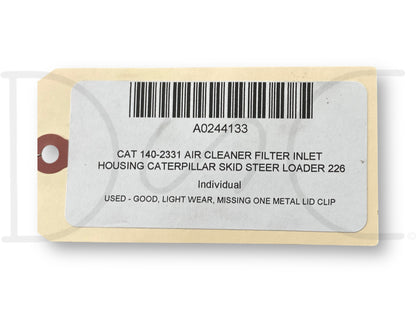 A0244133
CAT 140-2331 AIR CLEANER FILTER INLET
HOUSING CATERPILLAR SKID STEER LOADER 226
Individual
USED - GOOD, LIGHT WEAR, MISSING ONE METAL LID CLIP